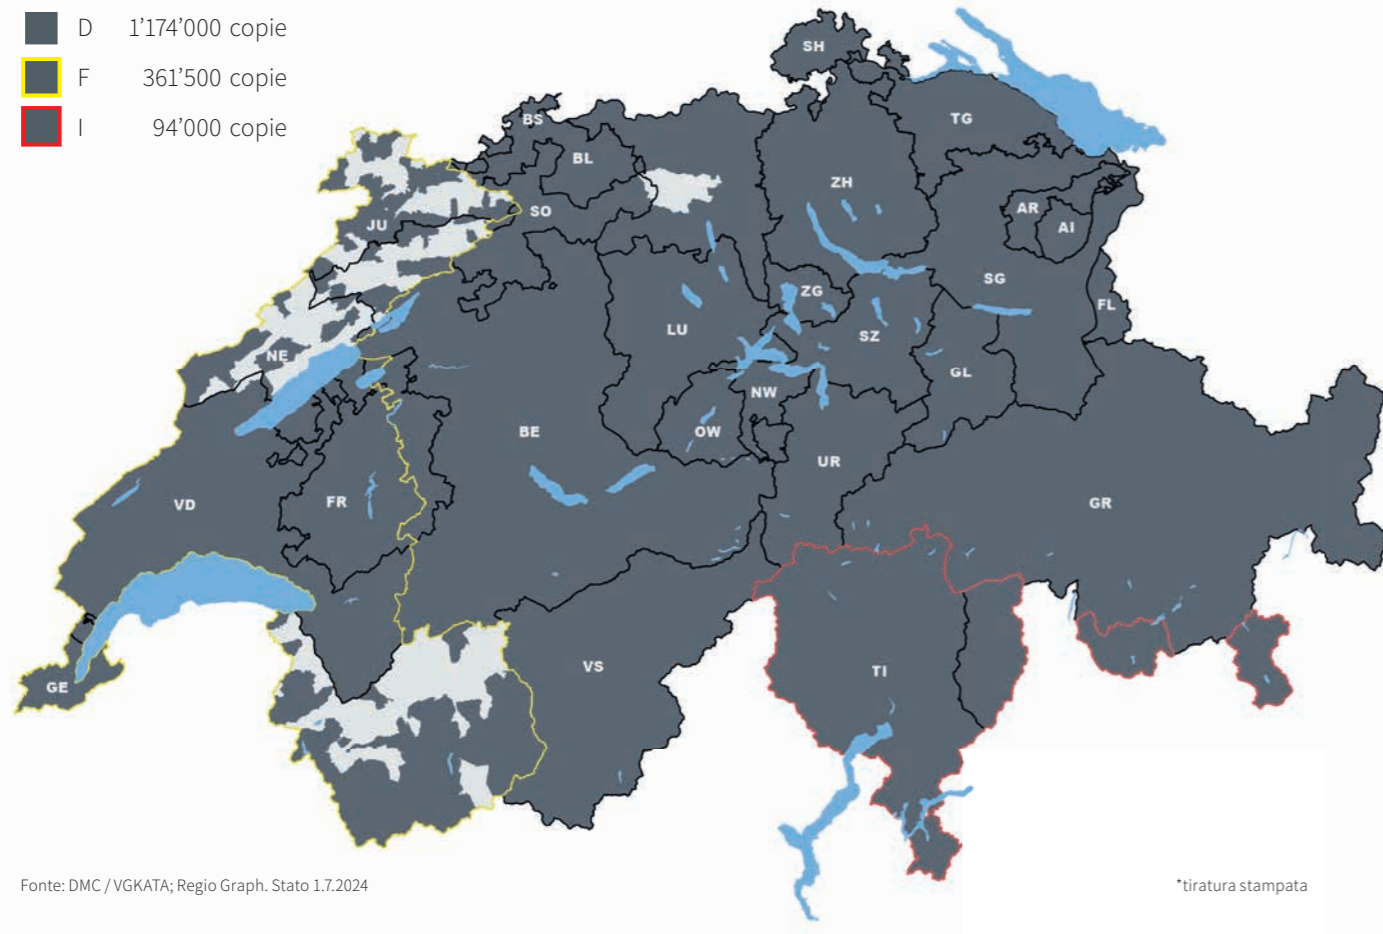 D 1'174'000 copie
F 361'500 copie
I 94'000 copie
SH
BS
TG
BL
ZH
SO
AR
JU
AI
SG
ZG
FL
LU
SZ
NE
GL
NW
BE
OW
UR
FR
VD
GR
VS
TI
GE
Fonte: DMC / VGKATA; Regio Graph. Stato 1.7.2024
*tiratura stampata